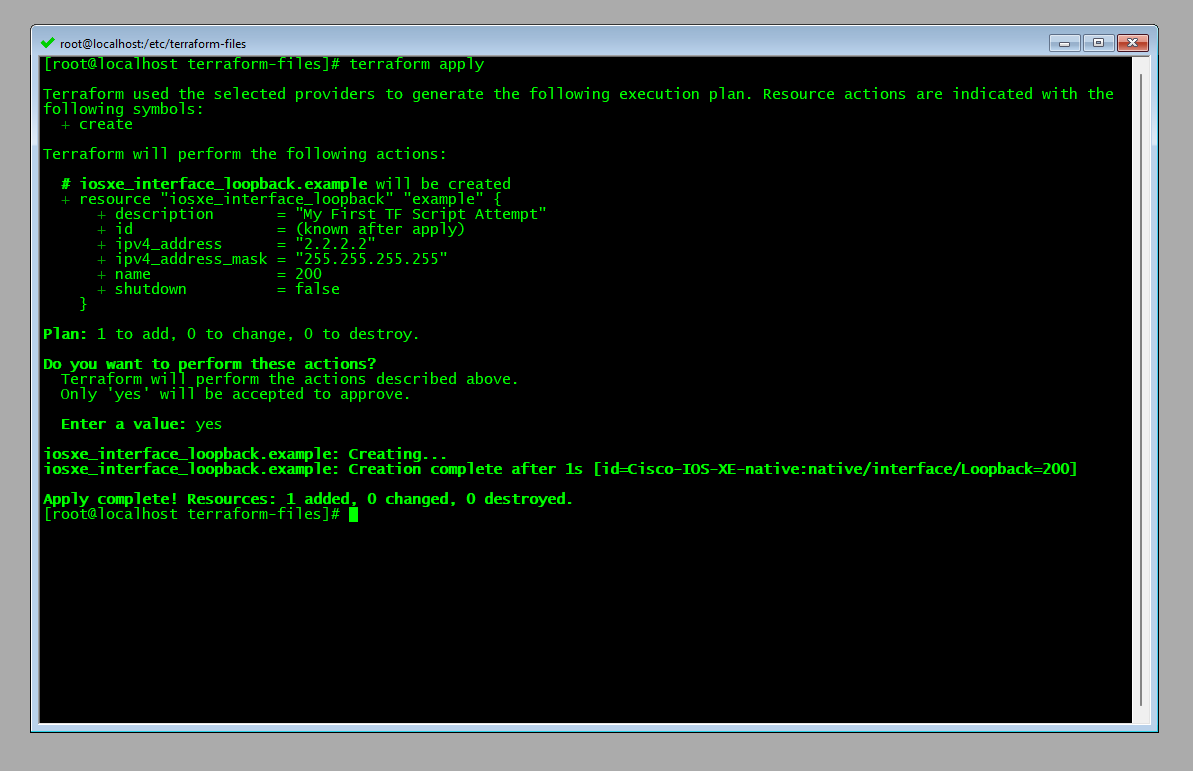 root@localhost:/etc/terraform-files
[root@localhost terraform-files]# terraform apply
Terraform used the selected providers to generate the following execution plan. Resource actions are indicated with the
following symbols:
+ create
Terraform will perform the following actions:
# iosxe_interface_loopback.example will be created
+ resource "iosxe_interface_loopback" "example" {
+ description = "My First TF Script Attempt"
+ id = (known after apply)
+ ipv4_address = "2.2.2.2"
+ ipv4_address_mask = "255.255.255.255"
+ name = 200
+ shutdown = false
}
Plan: 1 to add, 0 to change, 0 to destroy.
Do you want to perform these actions?
Terraform will perform the actions described above.
Only 'yes' will be accepted to approve.
Enter a value: yes
iosxe_interface_loopback.example: Creating...
iosxe_interface_loopback.example: Creation complete after 1s [id=Cisco-IOS-XE-native:native/interface/Loopback=200]
Apply complete! Resources: 1 added, 0 changed, 0 destroyed.
[root@localhost terraform-files]#